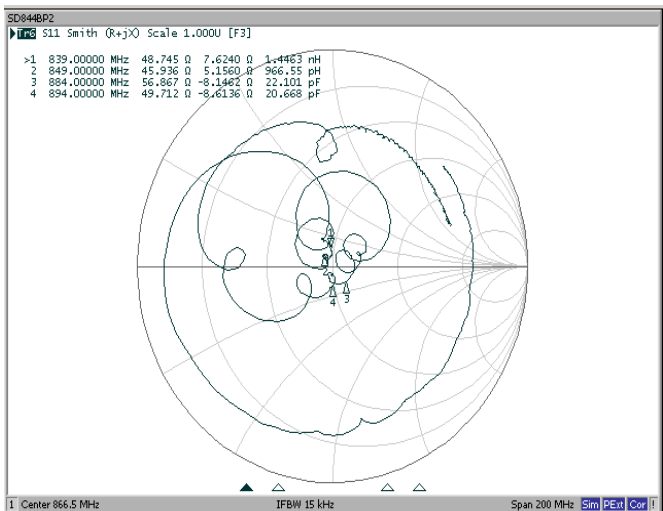 SD844BP2
Tr6 S11 Smith (R+jX) Scale 1.000U [F3]
>1 839.00000 MHz 48.745 Ω 7.6240 Ω 1.4463 nH
2 849.00000 MHz 45.936 Ω 5.1560 Ω 966.55 pH
3 884.00000 MHz 56.867 Ω -8.1462 Ω 22.101 pF
4 894.00000 MHz 49.712 Ω -8.6136 Ω 20.668 pF
4 3
1 Center 866.5 MHz IFBW 15 kHz Span 200 MHz Sim PExt Cor !